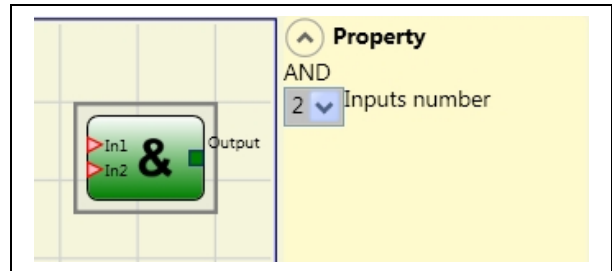 Property
AND
2 Inputs number
In1
In2
&
Output